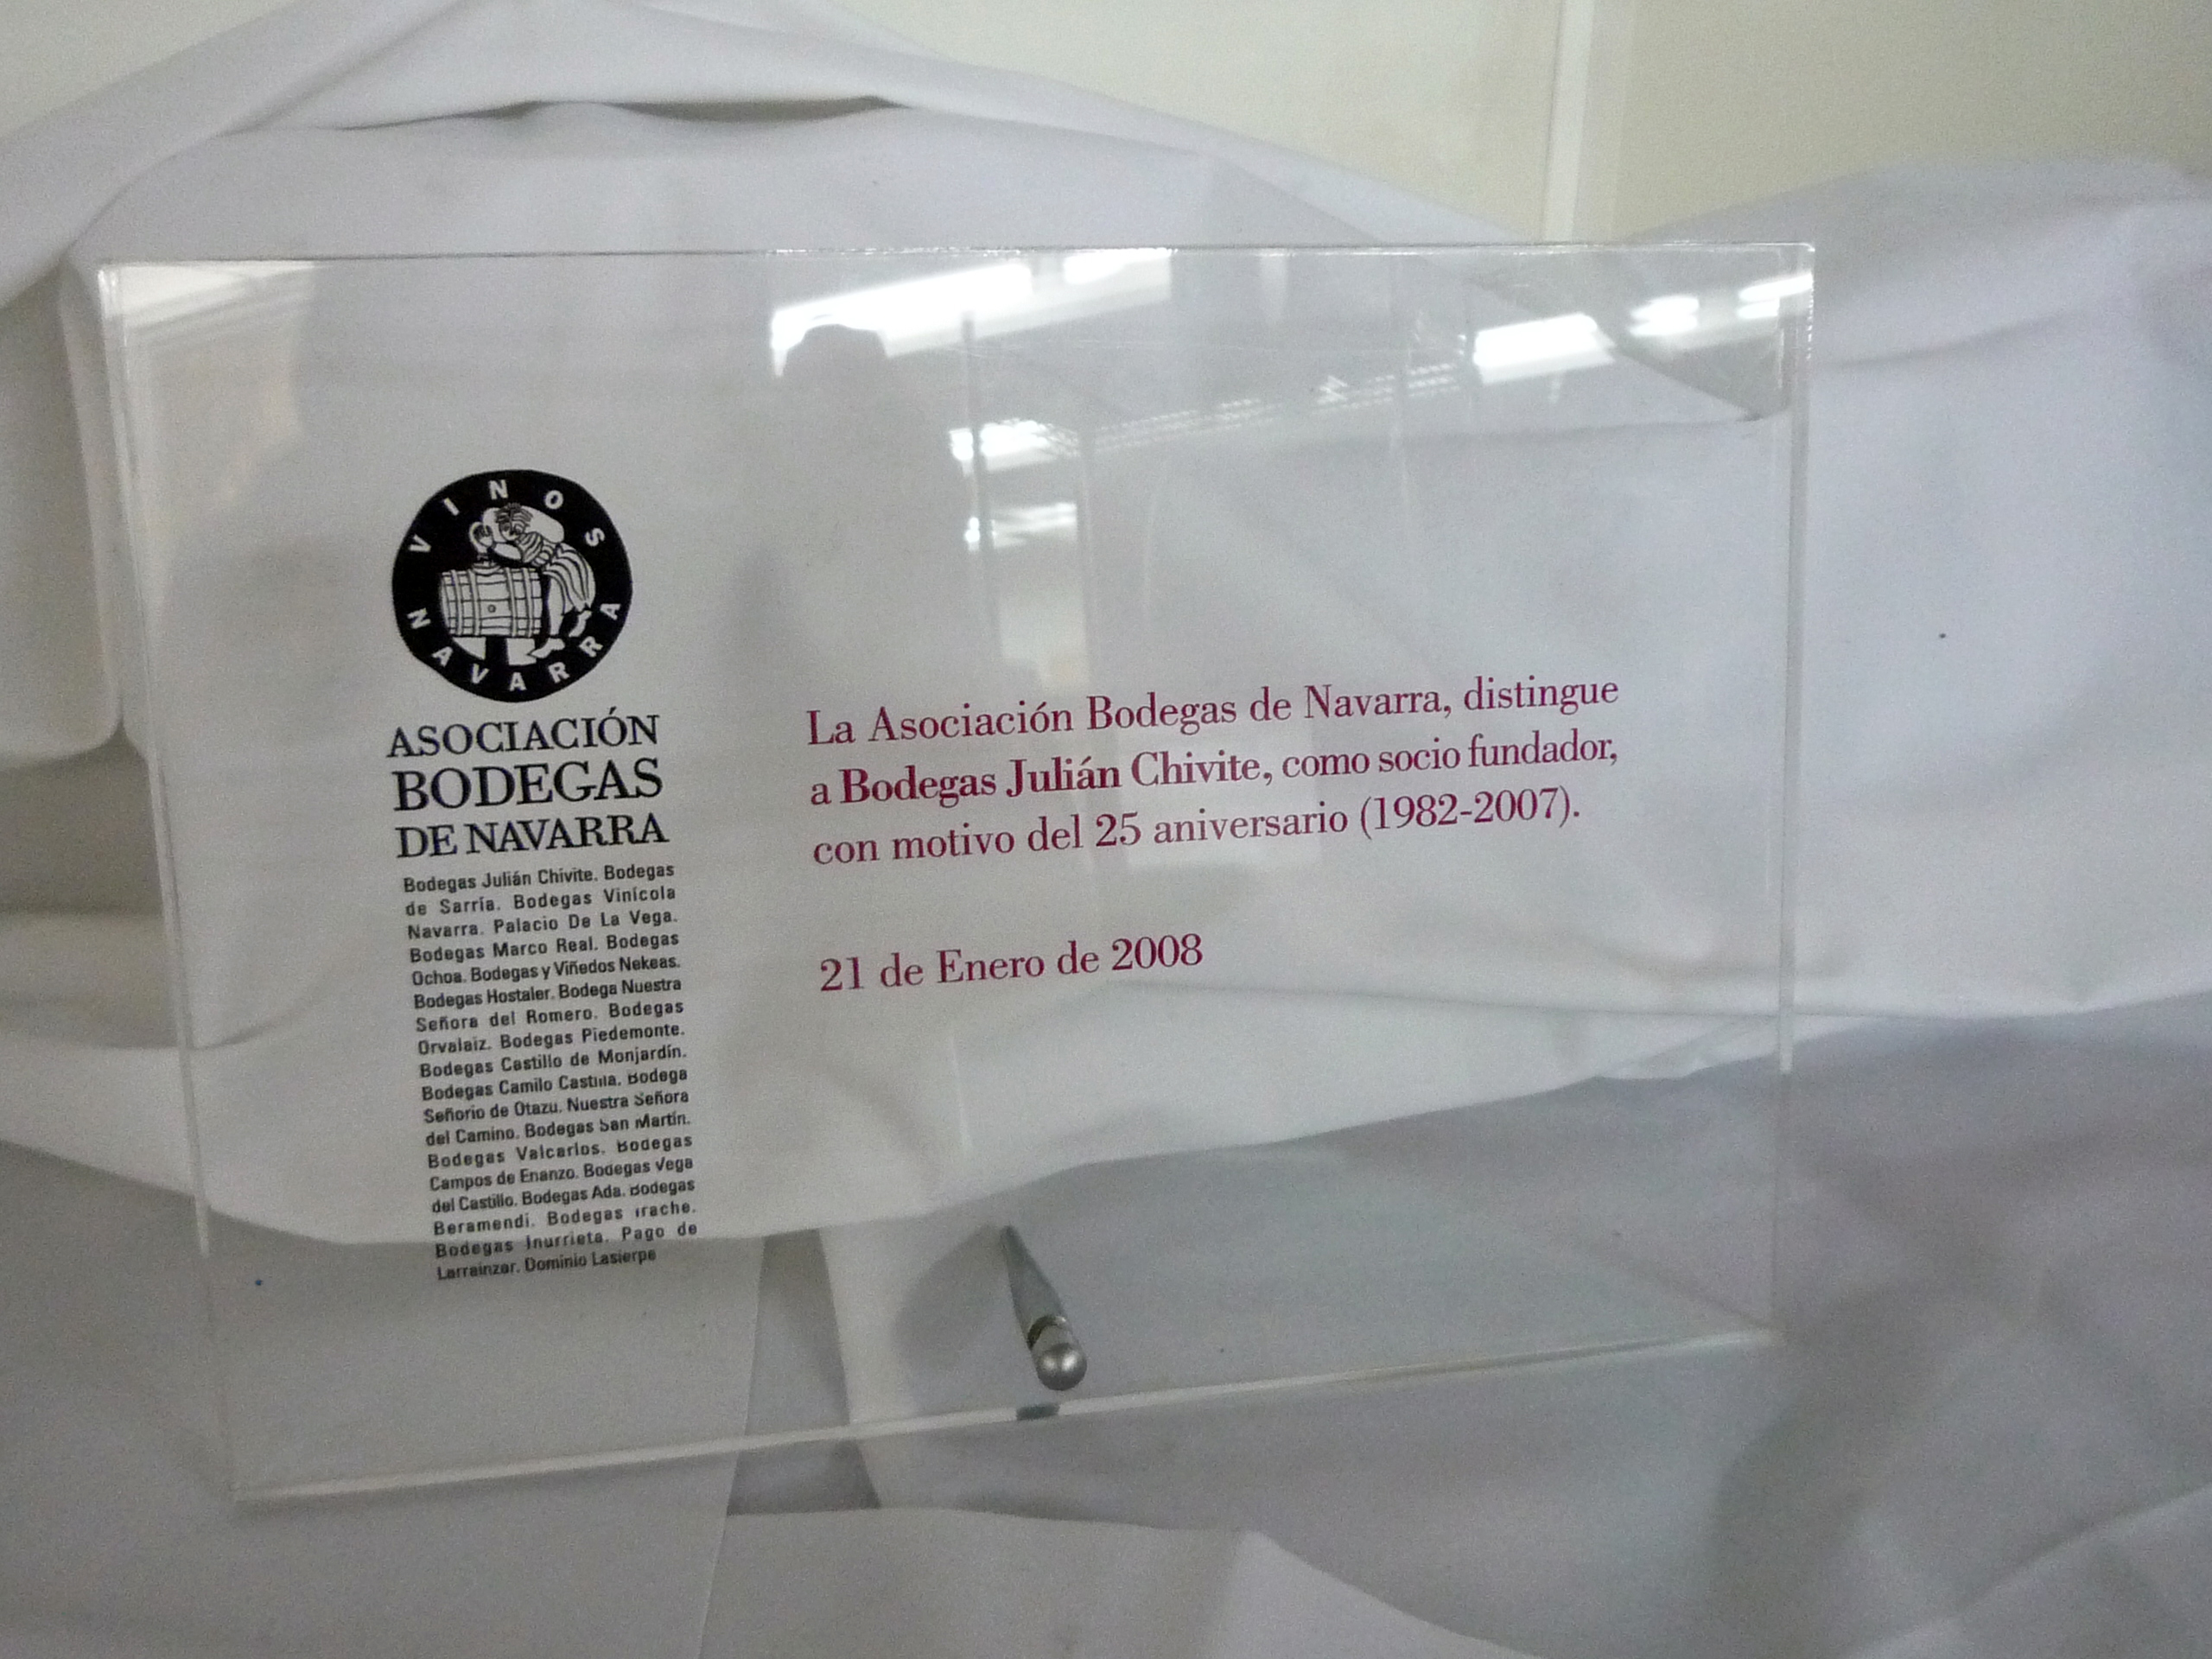 VINOS
NAVARRA
ASOCIACIÓN
BODEGAS
DE NAVARRA
Bodegas Julián Chivite. Bodegas
de Sarría. Bodegas Vinícola
Navarra. Palacio De La Vega.
Bodegas Marco Real. Bodegas
Ochoa. Bodegas y Viñedos Nekeas.
Bodegas Hostaler. Bodega Nuestra
Señora del Romero. Bodegas
Orvalaiz. Bodegas Piedemonte.
Bodegas Castillo de Monjardín.
Bodegas Camilo Castilla. Bodega
Señorio de Otazu. Nuestra Señora
del Camino. Bodegas San Martín.
Bodegas Valcarlos. Bodegas
Campos de Enanzo. Bodegas Vega
del Castillo. Bodegas Ada. Bodegas
Beramendi. Bodegas Irache.
Bodegas Inurrieta. Pago de
Larrainzar. Dominio Lasierpe
La Asociación Bodegas de Navarra, distingue
a Bodegas Julián Chivite, como socio fundador,
con motivo del 25 aniversario (1982-2007).
21 de Enero de 2008